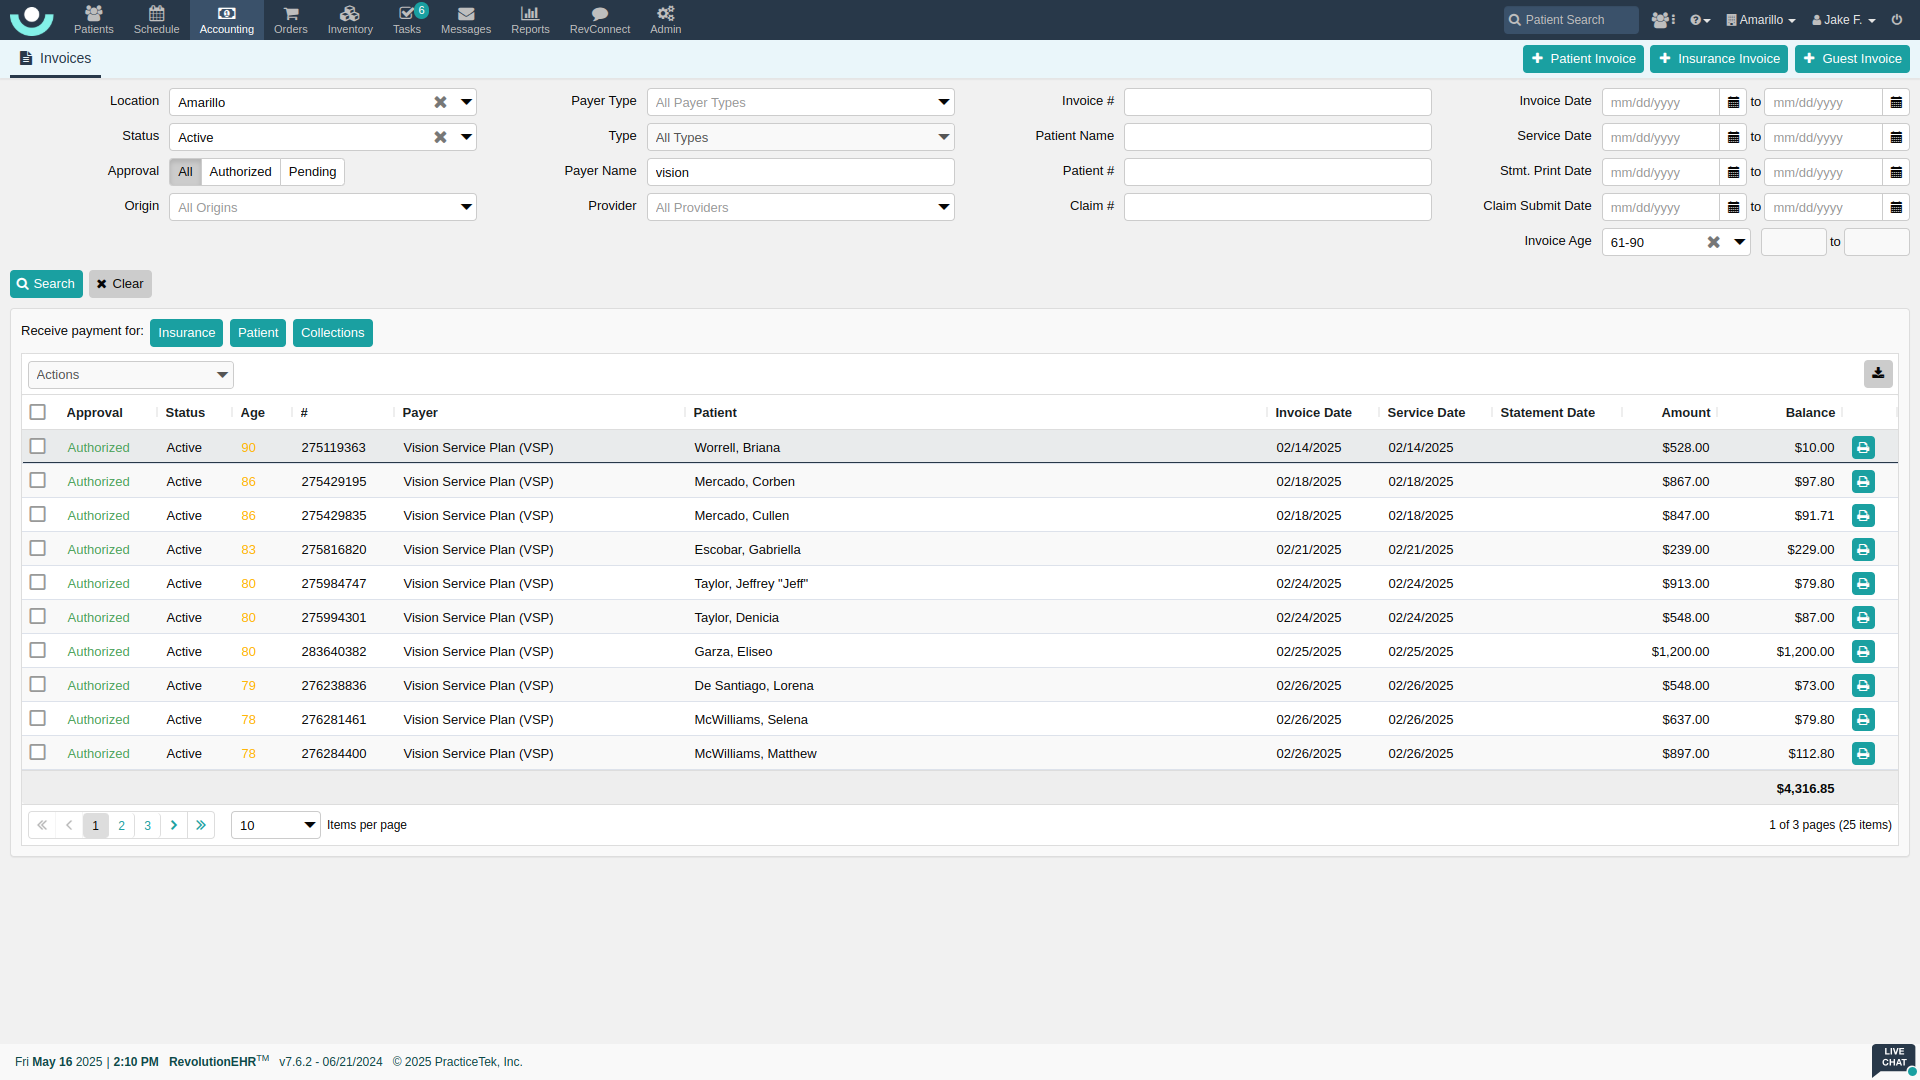 Patients Schedule Accounting Orders Inventory Tasks 6 Messages Reports RevConnect Admin Patient Search Amarillo Jake F.
Invoices + Patient Invoice + Insurance Invoice + Guest Invoice
Location Amarillo Payer Type All Payer Types Invoice # Invoice Date mm/dd/yyyy to mm/dd/yyyy
Status Active Type All Types Patient Name Service Date mm/dd/yyyy to mm/dd/yyyy
Approval All Authorized Pending Payer Name vision Patient # Stmt. Print Date mm/dd/yyyy to mm/dd/yyyy
Origin All Origins Provider All Providers Claim # Claim Submit Date mm/dd/yyyy to mm/dd/yyyy
Invoice Age 61-90 to
Search Clear
Receive payment for: Insurance Patient Collections
Actions
Approval Status Age # Payer Patient Invoice Date Service Date Statement Date Amount Balance
Authorized Active 90 275119363 Vision Service Plan (VSP) Worrell, Briana 02/14/2025 02/14/2025 $528.00 $10.00
Authorized Active 86 275429195 Vision Service Plan (VSP) Mercado, Corben 02/18/2025 02/18/2025 $867.00 $97.80
Authorized Active 86 275429835 Vision Service Plan (VSP) Mercado, Cullen 02/18/2025 02/18/2025 $847.00 $91.71
Authorized Active 83 275816820 Vision Service Plan (VSP) Escobar, Gabriella 02/21/2025 02/21/2025 $239.00 $229.00
Authorized Active 80 275984747 Vision Service Plan (VSP) Taylor, Jeffrey "Jeff" 02/24/2025 02/24/2025 $913.00 $79.80
Authorized Active 80 275994301 Vision Service Plan (VSP) Taylor, Denicia 02/24/2025 02/24/2025 $548.00 $87.00
Authorized Active 80 283640382 Vision Service Plan (VSP) Garza, Eliseo 02/25/2025 02/25/2025 $1,200.00 $1,200.00
Authorized Active 79 276238836 Vision Service Plan (VSP) De Santiago, Lorena 02/26/2025 02/26/2025 $548.00 $73.00
Authorized Active 78 276281461 Vision Service Plan (VSP) McWilliams, Selena 02/26/2025 02/26/2025 $637.00 $79.80
Authorized Active 78 276284400 Vision Service Plan (VSP) McWilliams, Matthew 02/26/2025 02/26/2025 $897.00 $112.80
$4,316.85
1 2 3 10 Items per page 1 of 3 pages (25 items)
Fri May 16 2025 | 2:10 PM RevolutionEHR™ v7.6.2 - 06/21/2024 © 2025 PracticeTek, Inc. LIVE CHAT